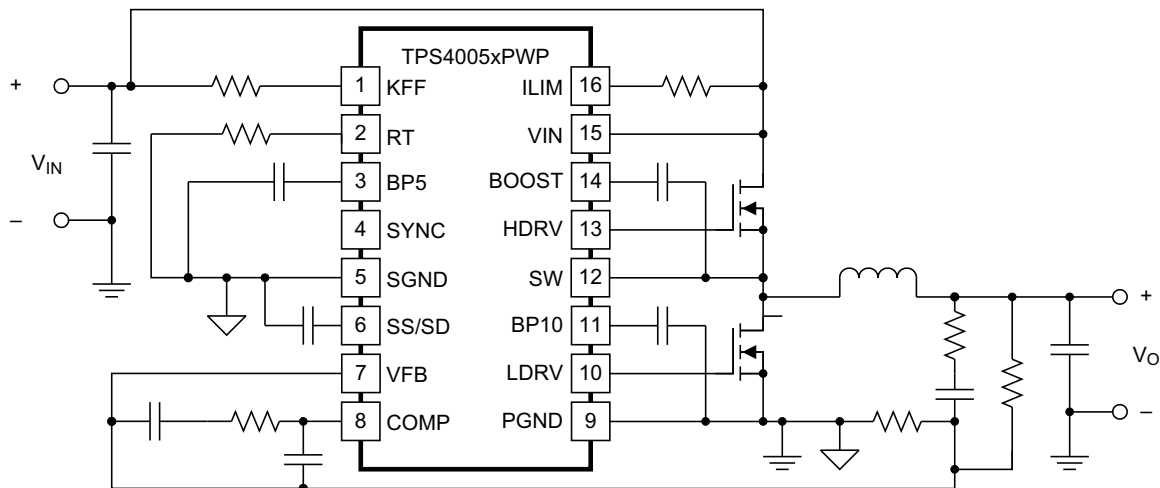 TPS4005xPWP
+
1
KFF
ILIM
16
2
RT
VIN
15
V_IN
3
BP5
BOOST
14
4
SYNC
HDRV
13
–
5
SGND
SW
12
+
6
SS/SD
BP10
11
V_O
7
VFB
LDRV
10
8
COMP
PGND
9
–